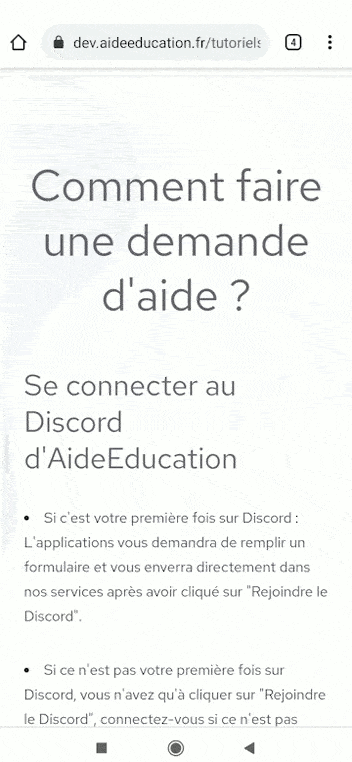 dev.aideeducation.fr/tutoriels
4
Comment faire
une demande
d'aide ?
Se connecter au
Discord
d'AideEducation
• Si c'est votre première fois sur Discord :
L'applications vous demandra de remplir un
formulaire et vous enverra directement dans
nos services après avoir cliqué sur "Rejoindre le
Discord".
• Si ce n'est pas votre première fois sur
Discord, vous n'avez qu'à cliquer sur "Rejoindre
le Discord", connectez-vous si ce n'est pas